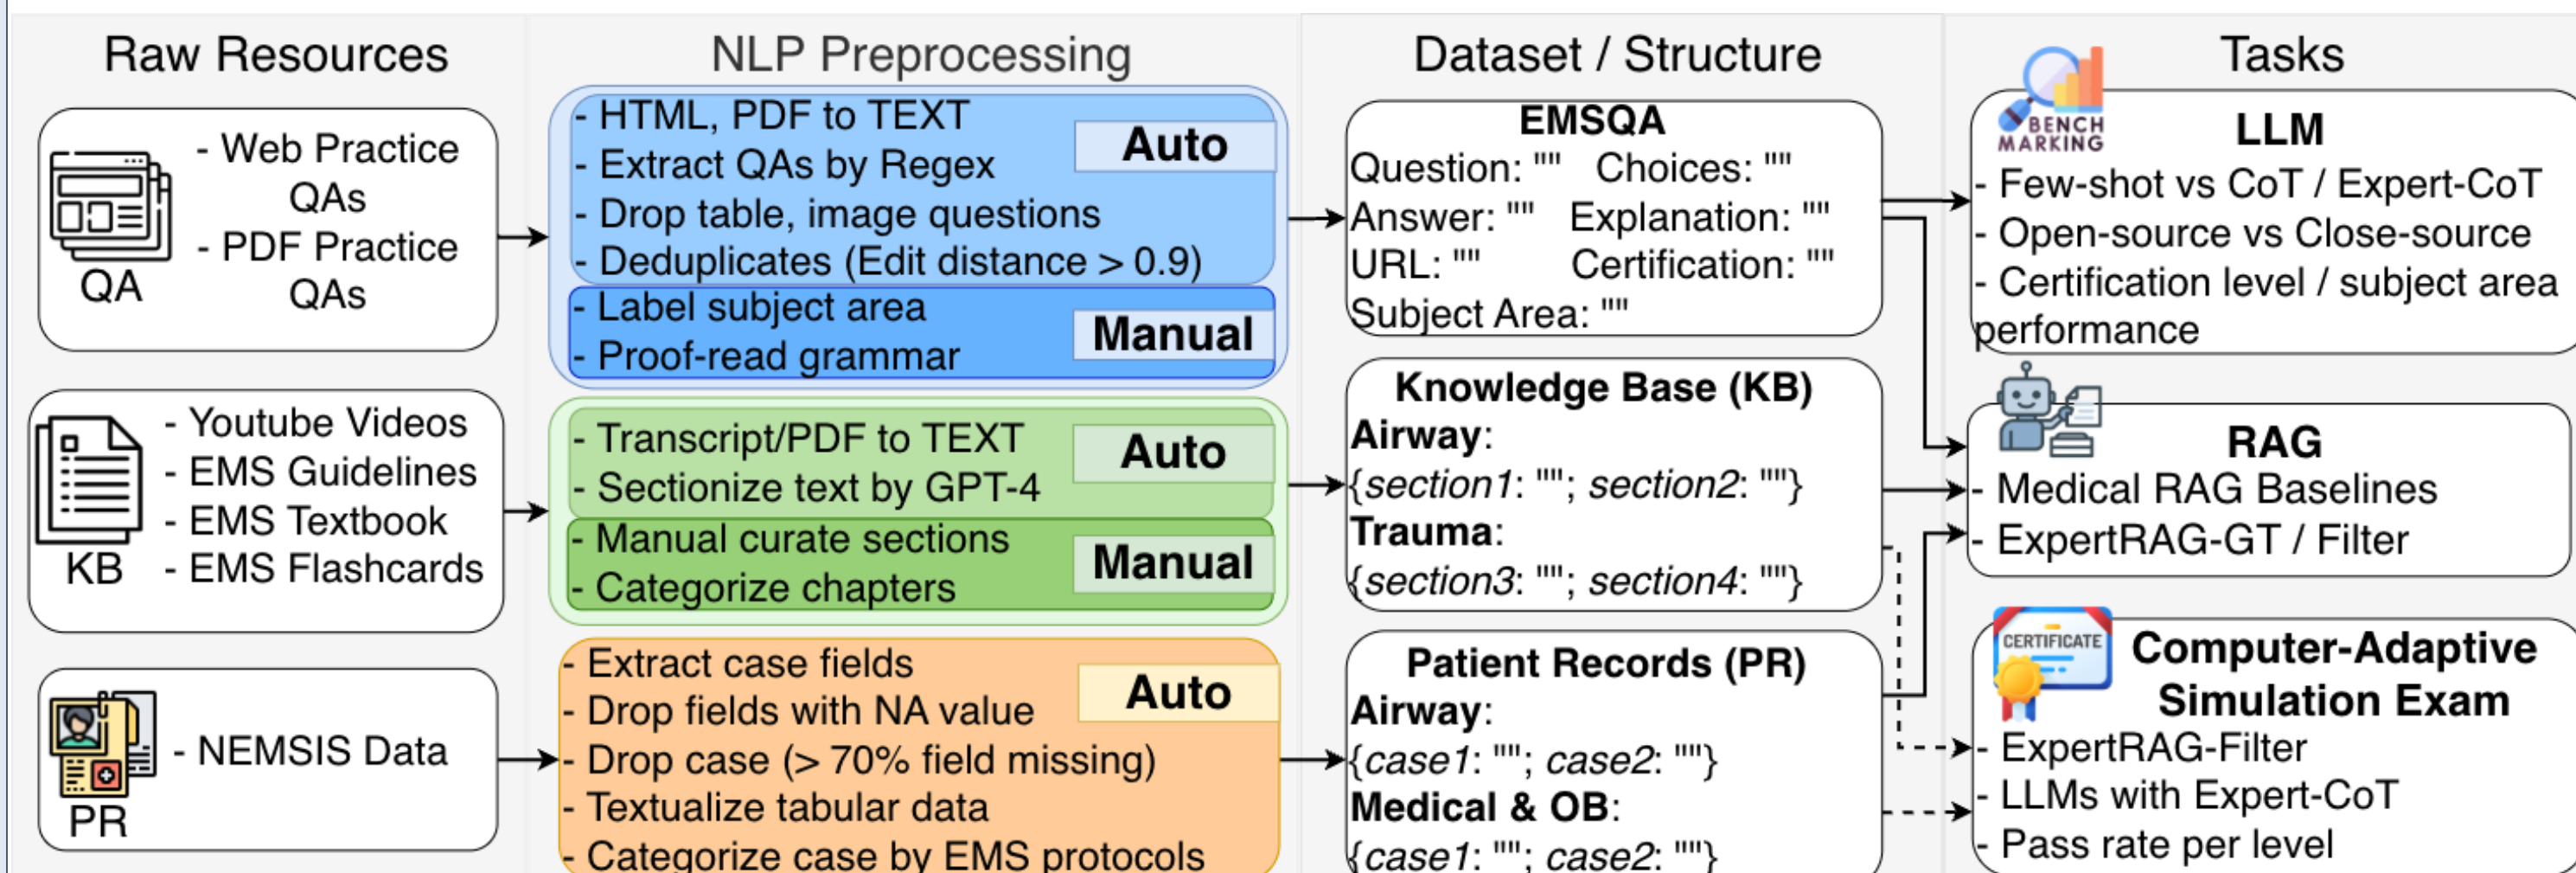 Raw Resources
NLP Preprocessing
Dataset / Structure
Tasks
- Web Practice
QAs
- PDF Practice
QAs
QA
- HTML, PDF to TEXT
- Extract QAs by Regex
- Drop table, image questions
- Deduplicates (Edit distance > 0.9)
Auto
- Label subject area
- Proof-read grammar
Manual
EMSQA
Question: "" Choices: ""
Answer: "" Explanation: ""
URL: "" Certification: ""
Subject Area: ""
BENCH
MARKING
LLM
- Few-shot vs CoT / Expert-CoT
- Open-source vs Close-source
- Certification level / subject area
performance
- Youtube Videos
- EMS Guidelines
- EMS Textbook
- EMS Flashcards
KB
- Transcript/PDF to TEXT
- Sectionize text by GPT-4
Auto
- Manual curate sections
- Categorize chapters
Manual
Knowledge Base (KB)
Airway:
{section1: ""; section2: ""}
Trauma:
{section3: ""; section4: ""}
RAG
- Medical RAG Baselines
- ExpertRAG-GT / Filter
- NEMSIS Data
PR
- Extract case fields
- Drop fields with NA value
- Drop case (> 70% field missing)
- Textualize tabular data
- Categorize case by EMS protocols
Auto
Patient Records (PR)
Airway:
{case1: ""; case2: ""}
Medical & OB:
{case1: ""; case2: ""}
CERTIFICATE
Computer-Adaptive
Simulation Exam
- ExpertRAG-Filter
- LLMs with Expert-CoT
- Pass rate per level